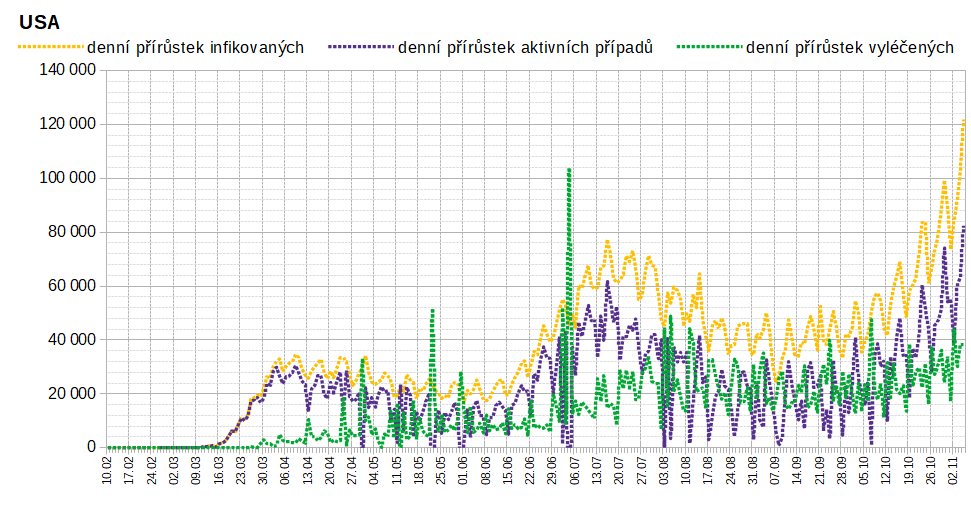 USA
denní přírůstek infikovaných denní přírůstek aktivních případů denní přírůstek vyléčených
140 000
120 000
100 000
80 000
60 000
40 000
20 000
0
10.02 17.02 24.02 02.03 09.03 16.03 23.03 30.03 06.04 13.04 20.04 27.04 04.05 11.05 18.05 25.05 01.06 08.06 15.06 22.06 29.06 06.07 13.07 20.07 27.07 03.08 10.08 17.08 24.08 31.08 07.09 14.09 21.09 28.09 05.10 12.10 19.10 26.10 02.11